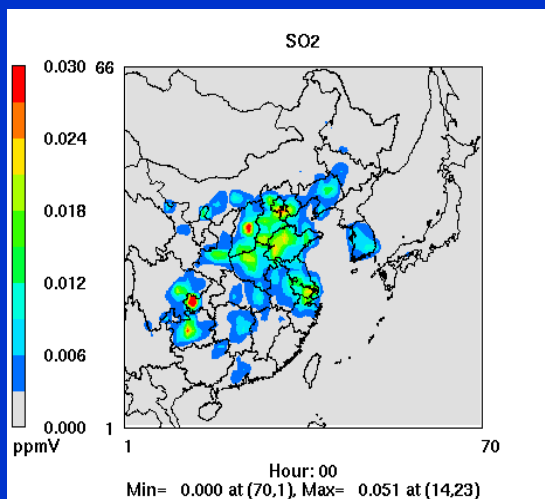 SO2
0.030
0.024
0.018
0.012
0.006
0.000
ppmV
66
1
1
70
Hour: 00
Min= 0.000 at (70,1), Max= 0.051 at (14,23)